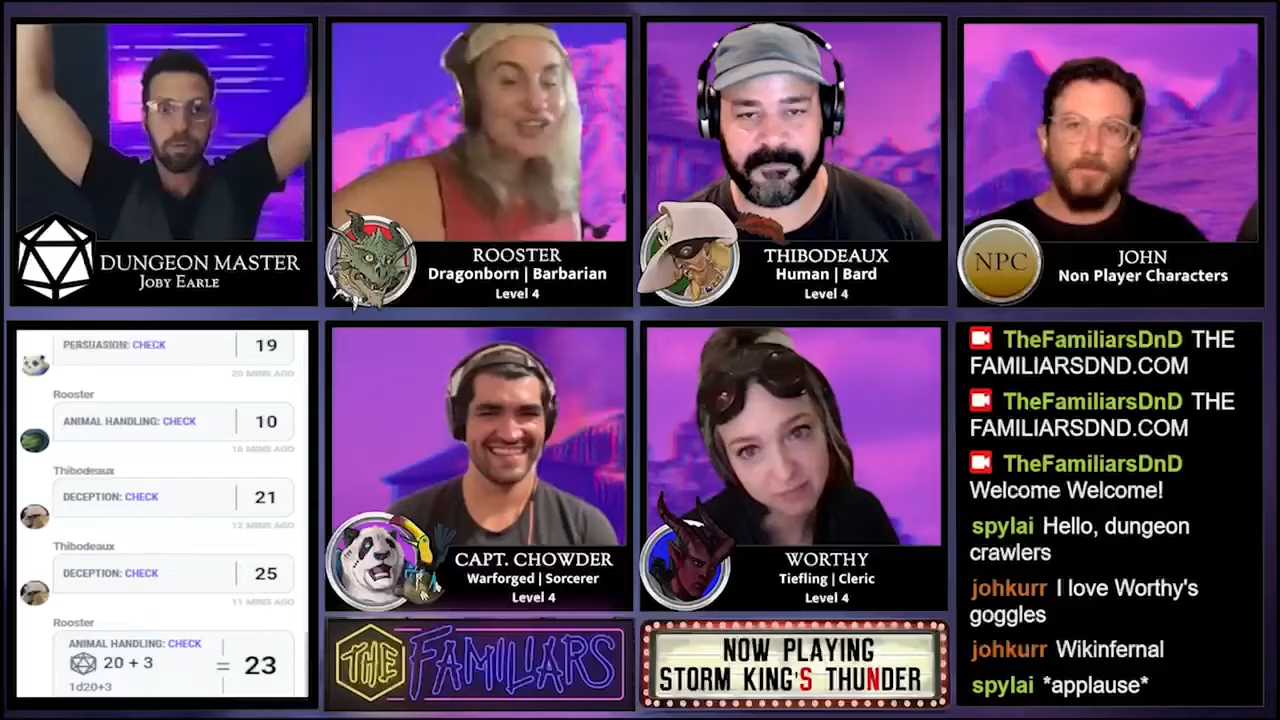 DUNGEON MASTER
JOBY EARLE
ROOSTER
Dragonborn | Barbarian
Level 4
THIBODEAUX
Human | Bard
Level 4
NPC
JOHN
Non Player Characters
PERSUASION: CHECK
19
20 MINS AGO
Rooster
ANIMAL HANDLING: CHECK
10
16 MINS AGO
Thibodeaux
DECEPTION: CHECK
21
12 MINS AGO
Thibodeaux
DECEPTION: CHECK
25
11 MINS AGO
Rooster
ANIMAL HANDLING: CHECK
20 + 3 = 23
1d20+3
CAPT. CHOWDER
Warforged | Sorcerer
Level 4
WORTHY
Tiefling | Cleric
Level 4
THE FAMILIARS
NOW PLAYING
STORM KING'S THUNDER
TheFamiliarsDnD THE
FAMILIARSDND.COM
TheFamiliarsDnD THE
FAMILIARSDND.COM
TheFamiliarsDnD
Welcome Welcome!
spylai Hello, dungeon
crawlers
johkurr I love Worthy's
goggles
johkurr Wikinfernal
spylai *applause*